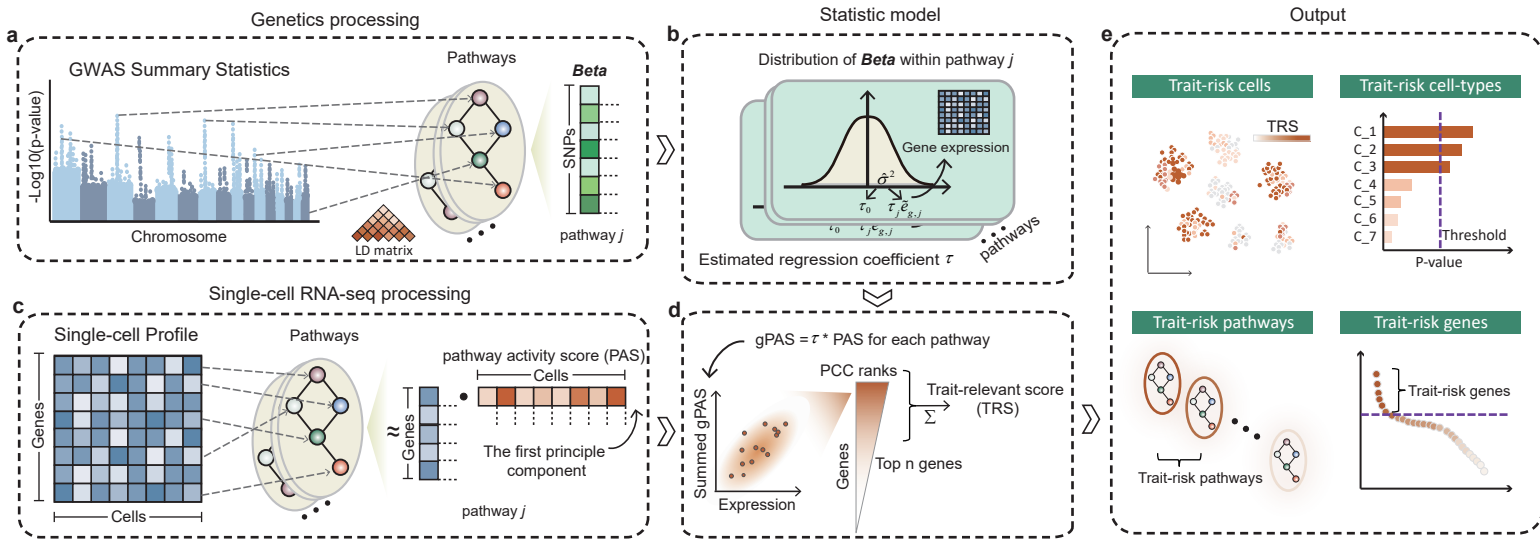 Genetics processing
a
GWAS Summary Statistics
-Log10(p-value)
Chromosome
LD matrix
Pathways
Beta
SNPs
pathway j
Statistic model
b
Distribution of Beta within pathway j
Gene expression
σ̂²
τ₀ τⱼẽg,j
τ₀ τⱼẽg,j
pathways
Estimated regression coefficient τ
Single-cell RNA-seq processing
c
Single-cell Profile
Genes
Cells
Pathways
≈
Genes
pathway activity score (PAS)
Cells
The first principle
component
pathway j
d
gPAS = τ * PAS for each pathway
Summed gPAS
Expression
PCC ranks
Genes
Top n genes
Σ
Trait-relevant score
(TRS)
Output
e
Trait-risk cells
TRS
Trait-risk cell-types
C_1
C_2
C_3
C_4
C_5
C_6
C_7
Threshold
P-value
Trait-risk pathways
Trait-risk pathways
Trait-risk genes
Trait-risk genes